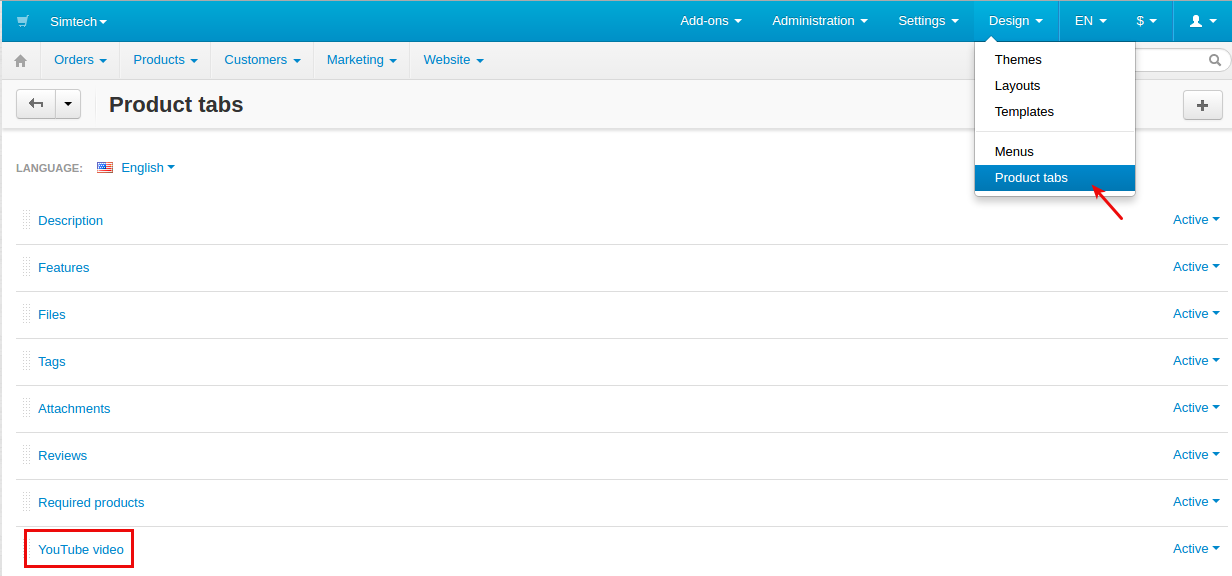 Simtech Add-ons Administration Settings Design EN $
Orders Products Customers Marketing Website
Themes
Layouts
Templates
Menus
Product tabs
Product tabs
LANGUAGE: English
Description Active
Features Active
Files Active
Tags Active
Attachments Active
Reviews Active
Required products Active
YouTube video Active